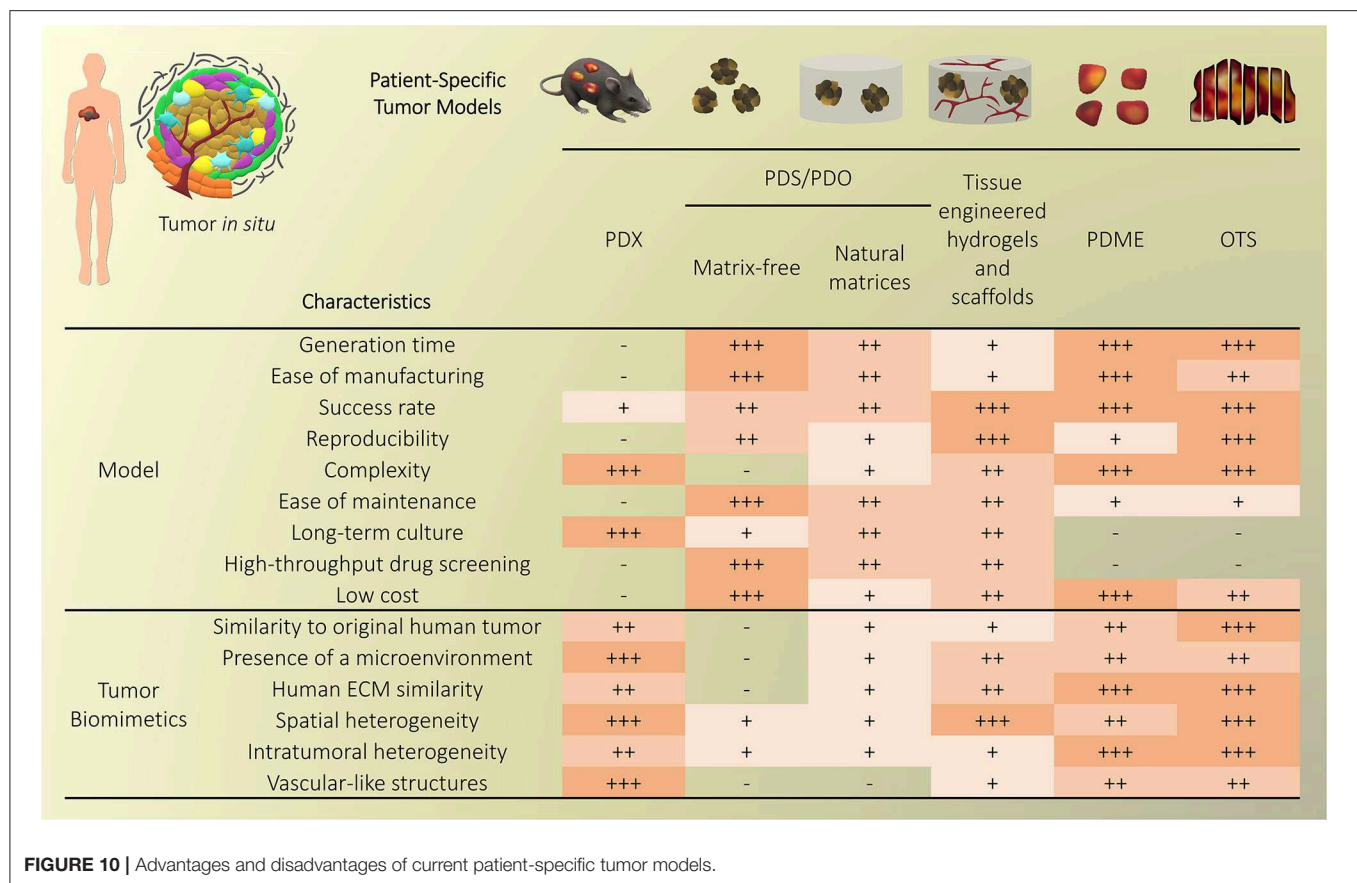 Patient-Specific
Tumor Models
Tumor in situ
Characteristics
PDX
PDS/PDO
Matrix-free
Natural
matrices
Tissue
engineered
hydrogels
and
scaffolds
PDME
OTS
Model
Generation time - +++ ++ + +++ +++
Ease of manufacturing - +++ ++ + +++ ++
Success rate + ++ ++ +++ +++ +++
Reproducibility - ++ + +++ + +++
Complexity +++ - + ++ +++ +++
Ease of maintenance - +++ ++ ++ + +
Long-term culture +++ + ++ ++ - -
High-throughput drug screening - +++ ++ ++ - -
Low cost - +++ + ++ +++ ++
Tumor
Biomimetics
Similarity to original human tumor ++ - + + ++ +++
Presence of a microenvironment +++ - + ++ ++ ++
Human ECM similarity ++ - + ++ +++ +++
Spatial heterogeneity +++ + + +++ ++ +++
Intratumoral heterogeneity ++ + + + +++ +++
Vascular-like structures +++ - - + ++ ++
FIGURE 10 | Advantages and disadvantages of current patient-specific tumor models.